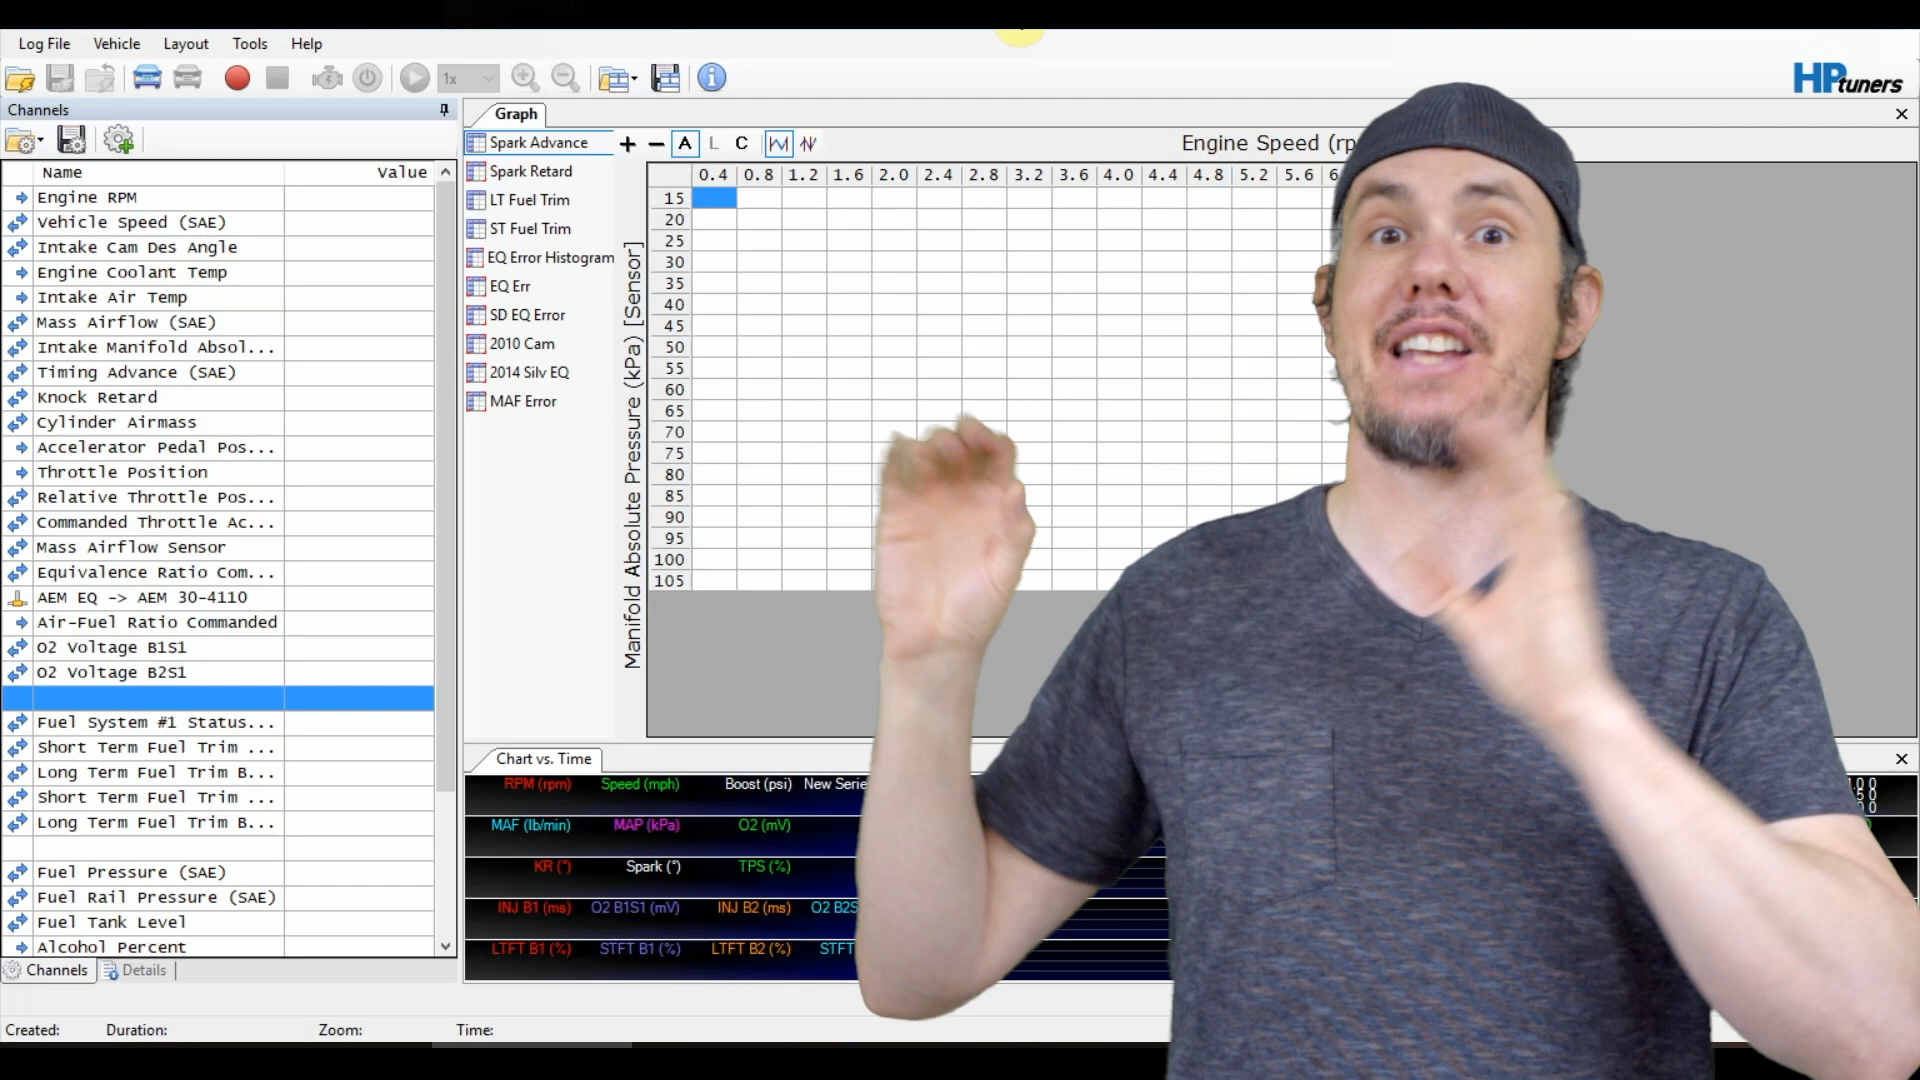 Log File Vehicle Layout Tools Help
1x
HP tuners
Channels
Name Value
Engine RPM
Vehicle Speed (SAE)
Intake Cam Des Angle
Engine Coolant Temp
Intake Air Temp
Mass Airflow (SAE)
Intake Manifold Absol...
Timing Advance (SAE)
Knock Retard
Cylinder Airmass
Accelerator Pedal Pos...
Throttle Position
Relative Throttle Pos...
Commanded Throttle Ac...
Mass Airflow Sensor
Equivalence Ratio Com...
AEM EQ -> AEM 30-4110
Air-Fuel Ratio Commanded
O2 Voltage B1S1
O2 Voltage B2S1
Fuel System #1 Status...
Short Term Fuel Trim ...
Long Term Fuel Trim B...
Short Term Fuel Trim ...
Long Term Fuel Trim B...
Fuel Pressure (SAE)
Fuel Rail Pressure (SAE)
Fuel Tank Level
Alcohol Percent
Channels Details
Graph
Spark Advance
Spark Retard
LT Fuel Trim
ST Fuel Trim
EQ Error Histogram
EQ Err
SD EQ Error
2010 Cam
2014 Silv EQ
MAF Error
+ - A L C
Engine Speed (rp
0.4 0.8 1.2 1.6 2.0 2.4 2.8 3.2 3.6 4.0 4.4 4.8 5.2 5.6 6
Manifold Absolute Pressure (kPa) [Sensor]
15
20
25
30
35
40
45
50
55
60
65
70
75
80
85
90
95
100
105
Chart vs. Time
RPM (rpm) Speed (mph) Boost (psi) New Serie
MAF (lb/min) MAP (kPa) O2 (mV)
KR (°) Spark (°) TPS (%)
INJ B1 (ms) O2 B1S1 (mV) INJ B2 (ms) O2 B2S
LTFT B1 (%) STFT B1 (%) LTFT B2 (%) STFT
Created: Duration: Zoom: Time: